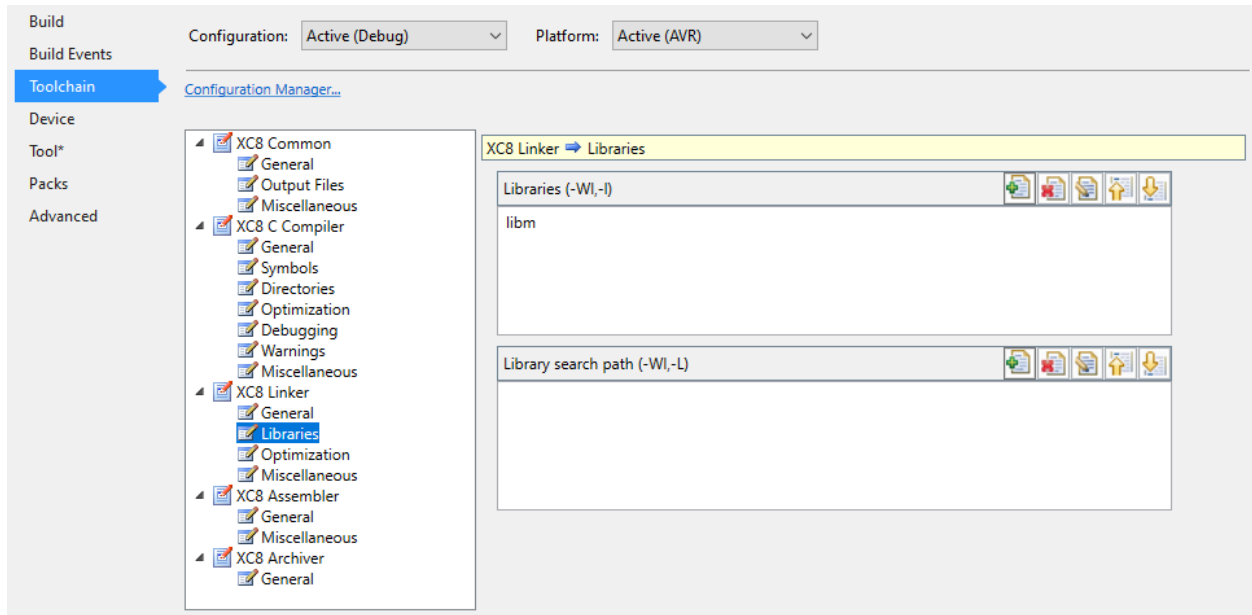 Build
Build Events
Toolchain
Device
Tool*
Packs
Advanced
Configuration: Active (Debug) Platform: Active (AVR)
Configuration Manager...
XC8 Common
General
Output Files
Miscellaneous
XC8 C Compiler
General
Symbols
Directories
Optimization
Debugging
Warnings
Miscellaneous
XC8 Linker
General
Libraries
Optimization
Miscellaneous
XC8 Assembler
General
Miscellaneous
XC8 Archiver
General
XC8 Linker ➡ Libraries
Libraries (-Wl,-l)
libm
Library search path (-Wl,-L)